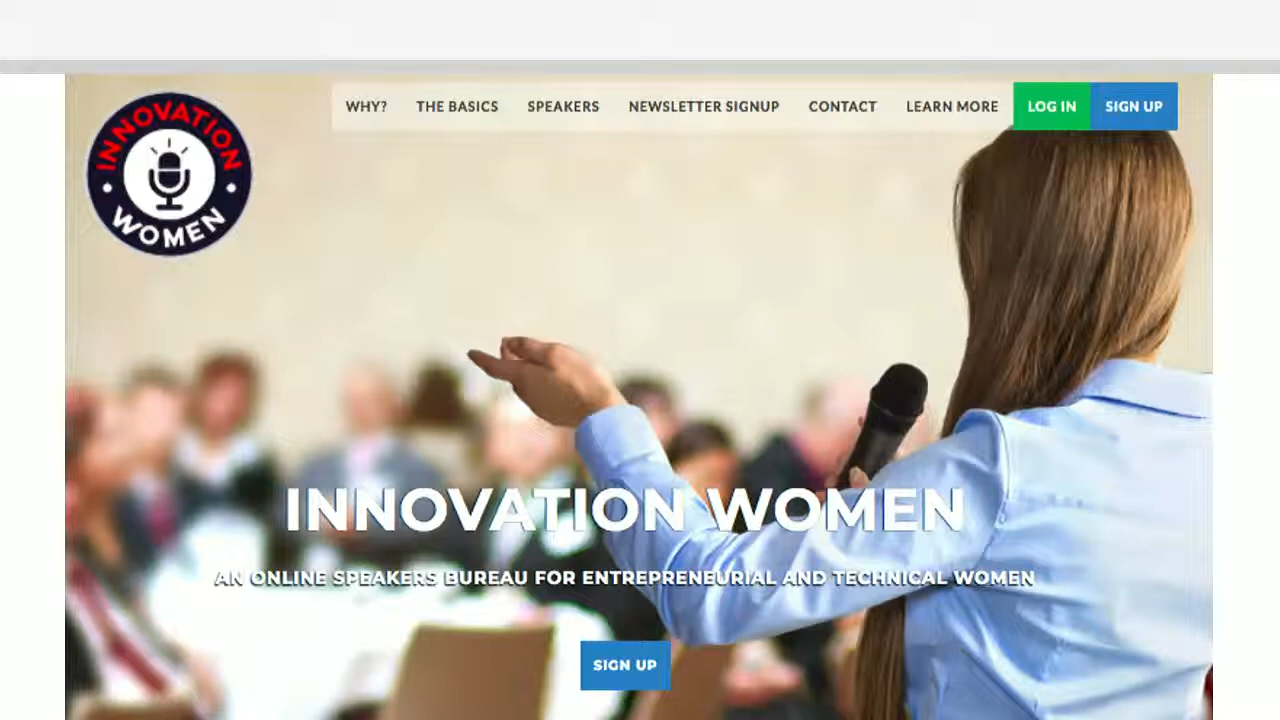 INNOVATION
WOMEN
WHY? THE BASICS SPEAKERS NEWSLETTER SIGNUP CONTACT LEARN MORE LOG IN SIGN UP
INNOVATION WOMEN
AN ONLINE SPEAKERS BUREAU FOR ENTREPRENEURIAL AND TECHNICAL WOMEN
SIGN UP